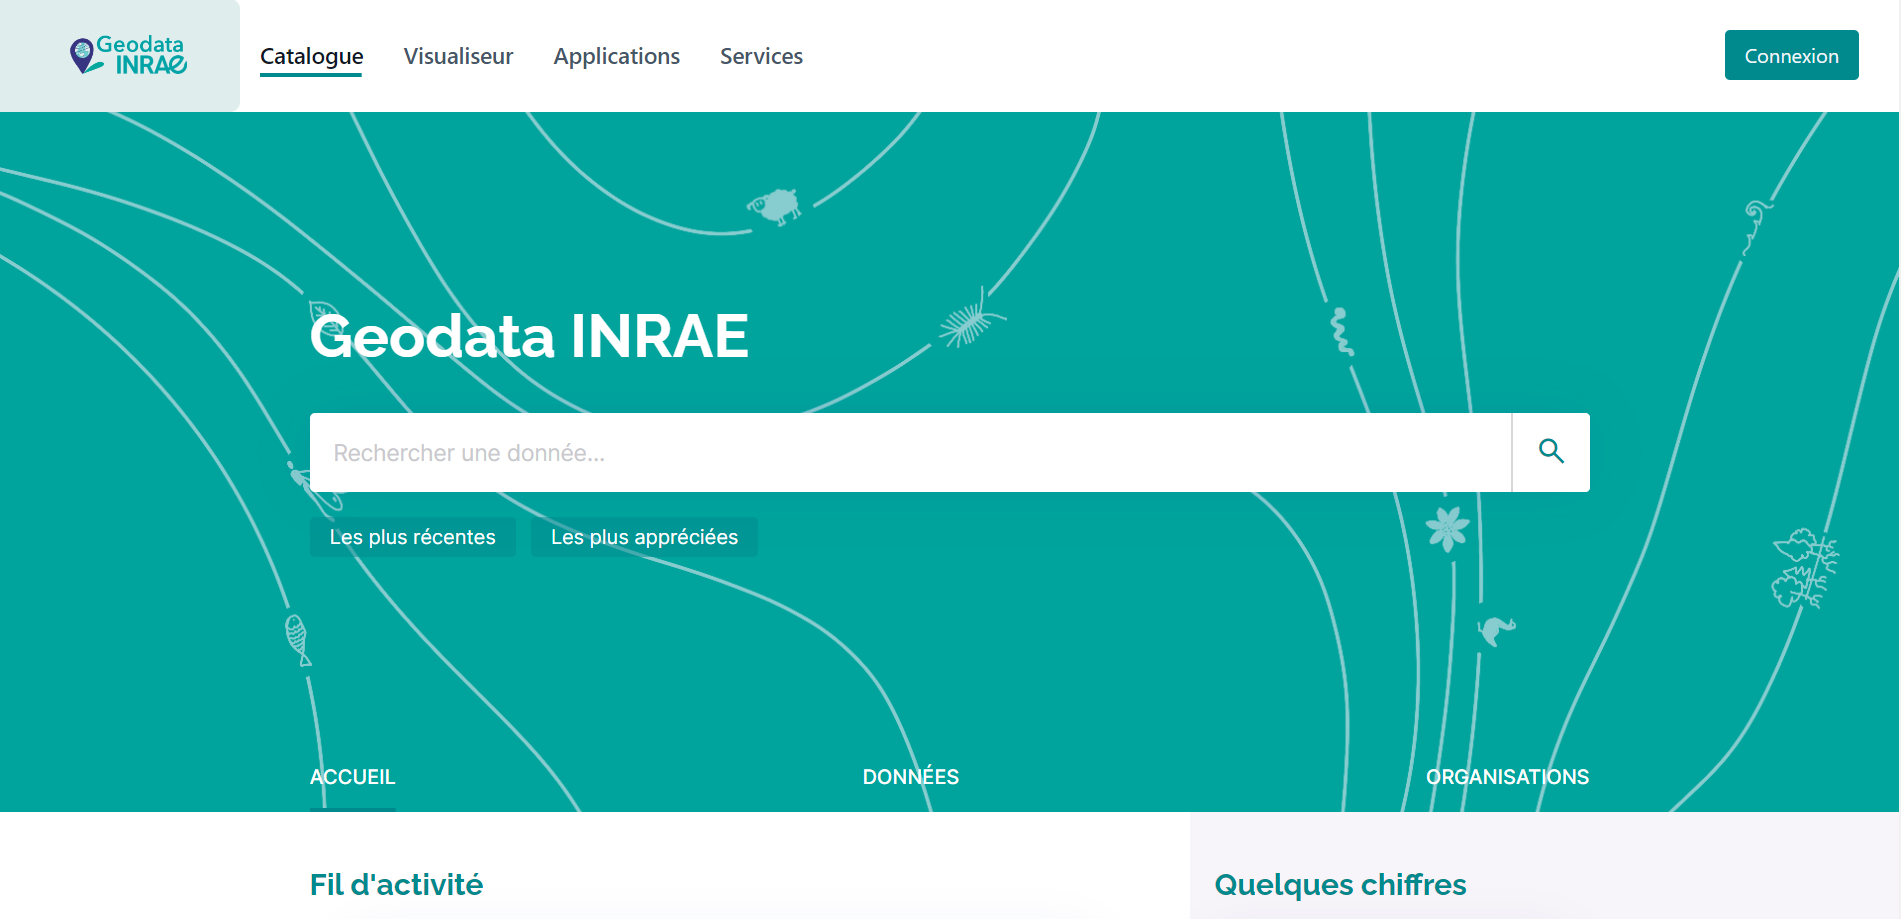 Geodata
INRAE
Catalogue
Visualiseur
Applications
Services
Connexion
Geodata INRAE
Rechercher une donnée...
Les plus récentes
Les plus appréciées
ACCUEIL
DONNÉES
ORGANISATIONS
Fil d'activité
Quelques chiffres